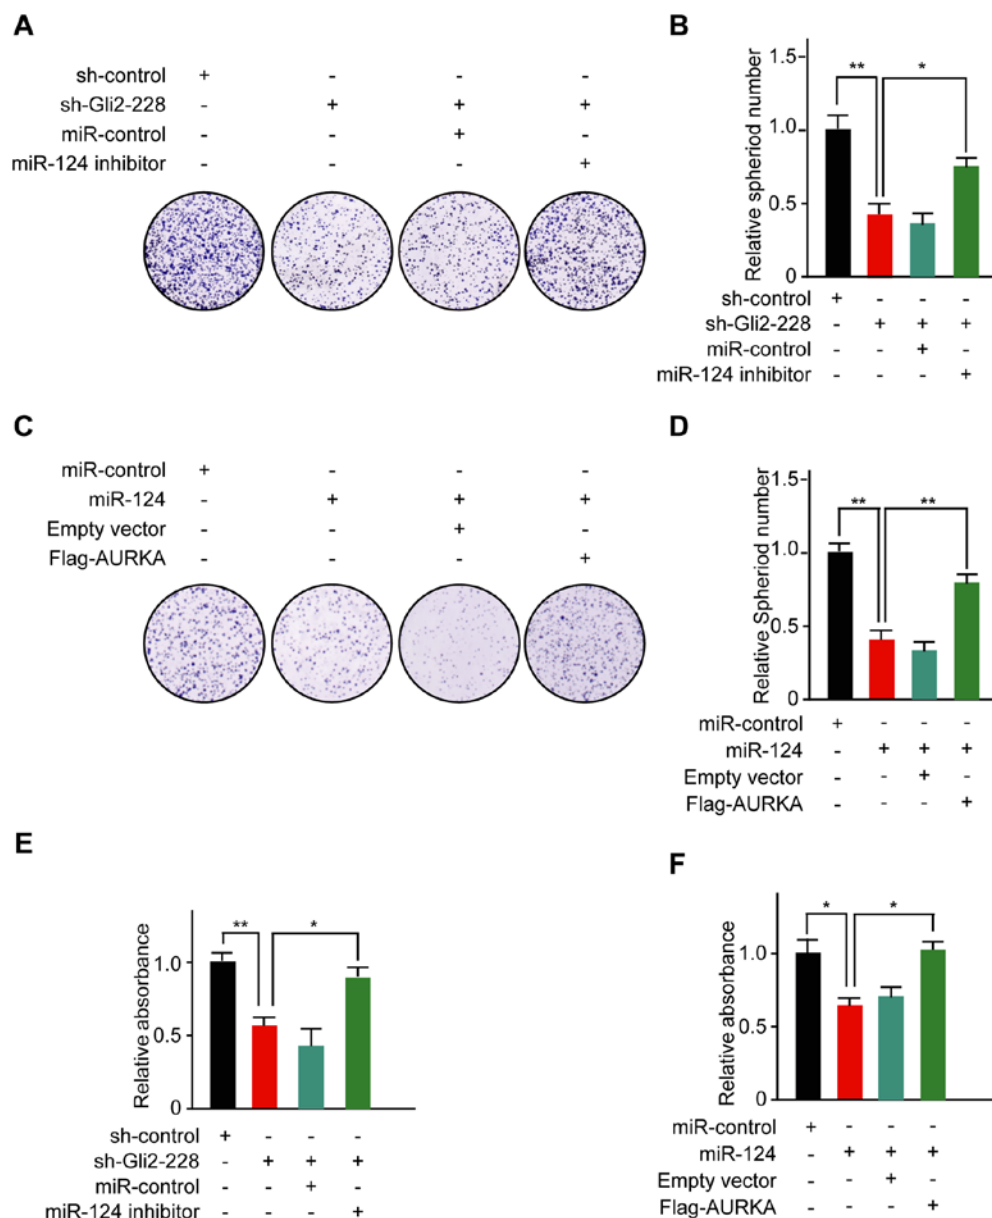 A
sh-control + - - -
sh-Gli2-228 - + + +
miR-control - - + -
miR-124 inhibitor - - - +
B
Relative spheriod number
1.5
1.0
0.5
0
** *
sh-control + - - -
sh-Gli2-228 - + + +
miR-control - - + -
miR-124 inhibitor - - - +
C
miR-control + - - -
miR-124 - + + +
Empty vector - - + -
Flag-AURKA - - - +
D
Relative Spheriod number
1.5
1.0
0.5
0
** **
miR-control + - - -
miR-124 - + + +
Empty vector - - + -
Flag-AURKA - - - +
E
Relative absorbance
1.0
0.5
0
** *
sh-control + - - -
sh-Gli2-228 - + + +
miR-control - - + -
miR-124 inhibitor - - - +
F
Relative absorbance
1.0
0.5
0
* *
miR-control + - - -
miR-124 - + + +
Empty vector - - + -
Flag-AURKA - - - +